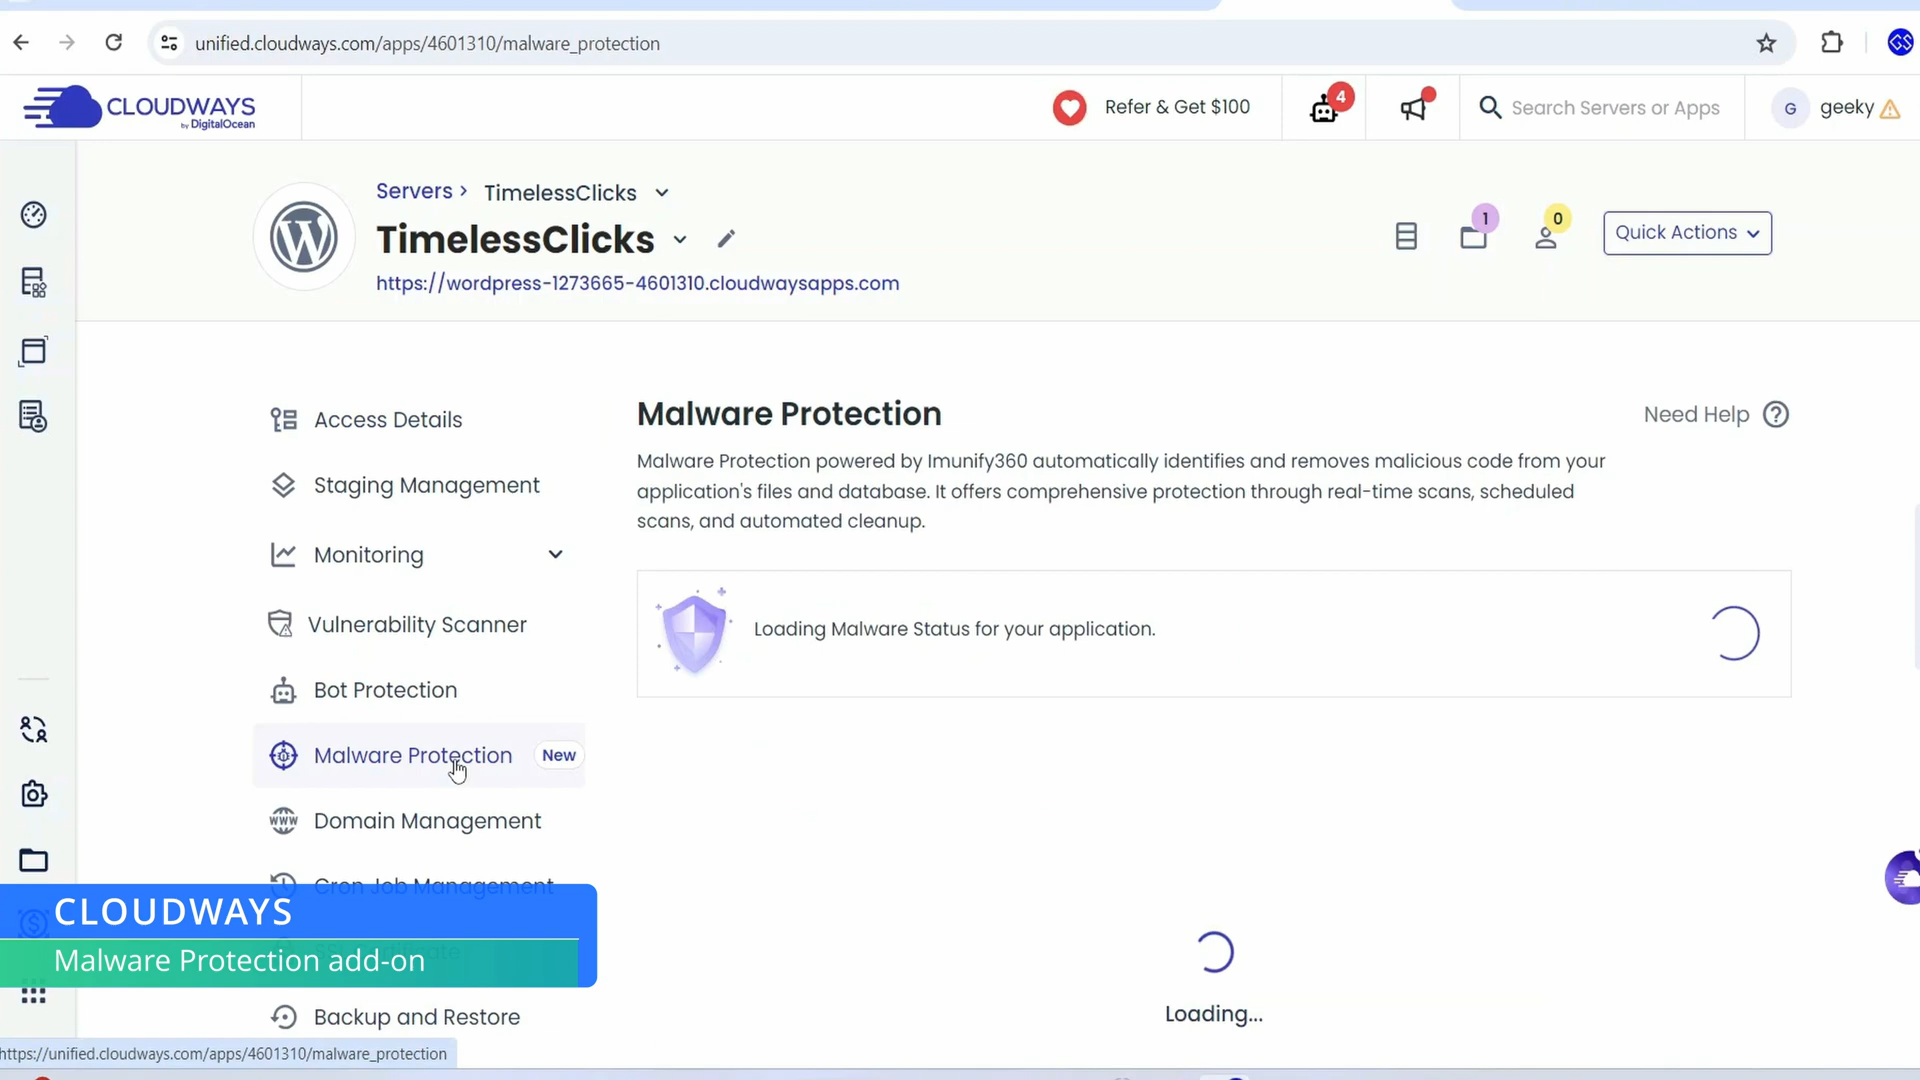 unified.cloudways.com/apps/4601310/malware_protection
CLOUDWAYS
by DigitalOcean
Refer & Get $100
4
Search Servers or Apps
G
geeky
Servers
TimelessClicks
TimelessClicks
https://wordpress-1273665-4601310.cloudwaysapps.com
1
0
Quick Actions
Access Details
Staging Management
Monitoring
Vulnerability Scanner
Bot Protection
Malware Protection
New
www
Domain Management
Cron Job Management
SSL Certificate
Backup and Restore
Malware Protection
Need Help
Malware Protection powered by Imunify360 automatically identifies and removes malicious code from your
application's files and database. It offers comprehensive protection through real-time scans, scheduled
scans, and automated cleanup.
Loading Malware Status for your application.
Loading...
CLOUDWAYS
Malware Protection add-on
https://unified.cloudways.com/apps/4601310/malware_protection